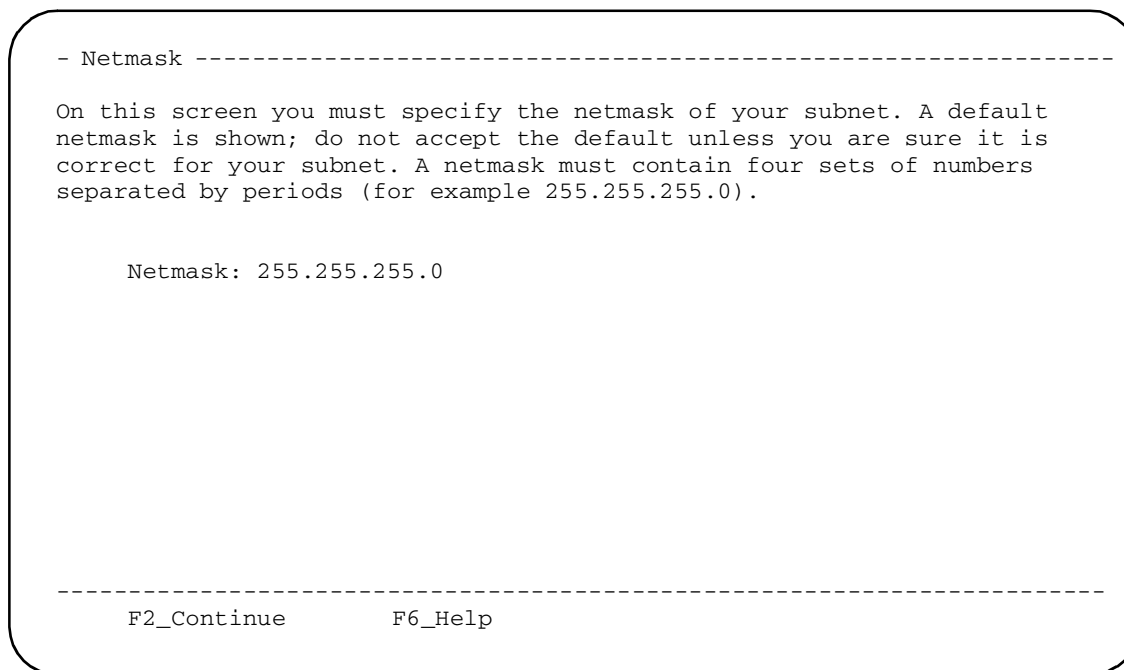 - Netmask ----------------------------------------------------------------
On this screen you must specify the netmask of your subnet. A default
netmask is shown; do not accept the default unless you are sure it is
correct for your subnet. A netmask must contain four sets of numbers
separated by periods (for example 255.255.255.0).
Netmask: 255.255.255.0
-------------------------------------------------------------------------
F2_Continue F6_Help